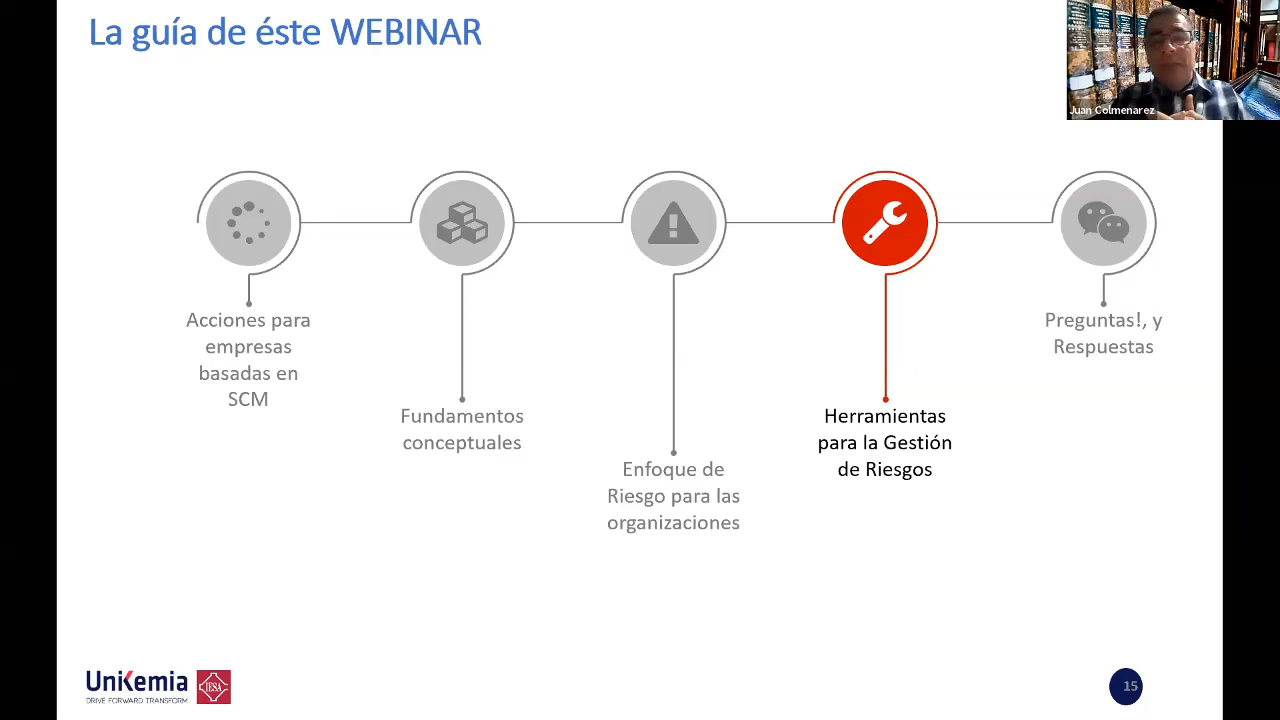 La guía de éste WEBINAR
Juan Colmenarez
Acciones para
empresas
basadas en
SCM
Fundamentos
conceptuales
Enfoque de
Riesgo para las
organizaciones
Herramientas
para la Gestión
de Riesgos
Preguntas!, y
Respuestas
UniKemia
DRIVE FORWARD TRANSFORM
IESA
15